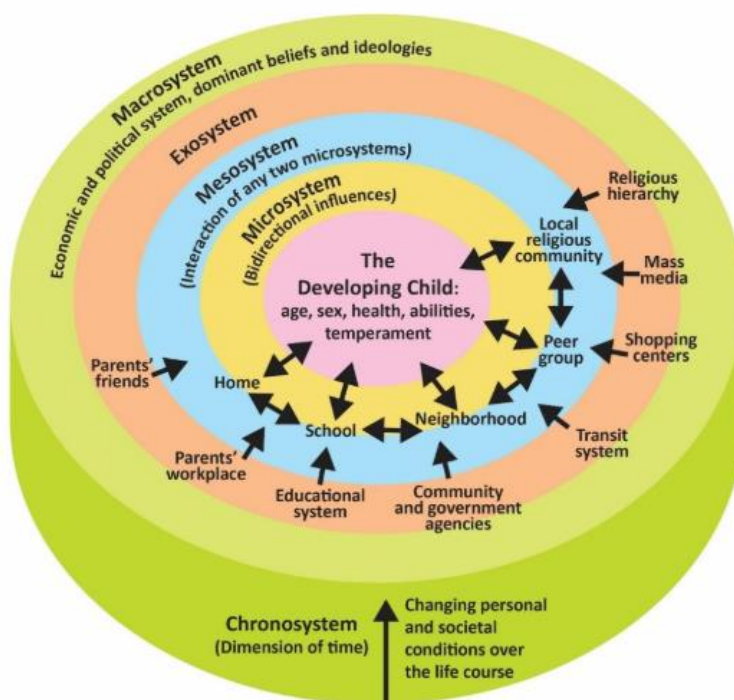 Macrosystem
Economic and political system, dominant beliefs and ideologies
Exosystem
Mesosystem
(Interaction of any two microsystems)
Microsystem
(Bidirectional influences)
The
Developing Child:
age, sex, health, abilities,
temperament
Religious
hierarchy
Local
religious
community
Mass
media
Peer
group
Shopping
centers
Parents'
friends
Home
School
Neighborhood
Transit
system
Parents'
workplace
Educational
system
Community
and government
agencies
Chronosystem
(Dimension of time)
Changing personal
and societal
conditions over
the life course